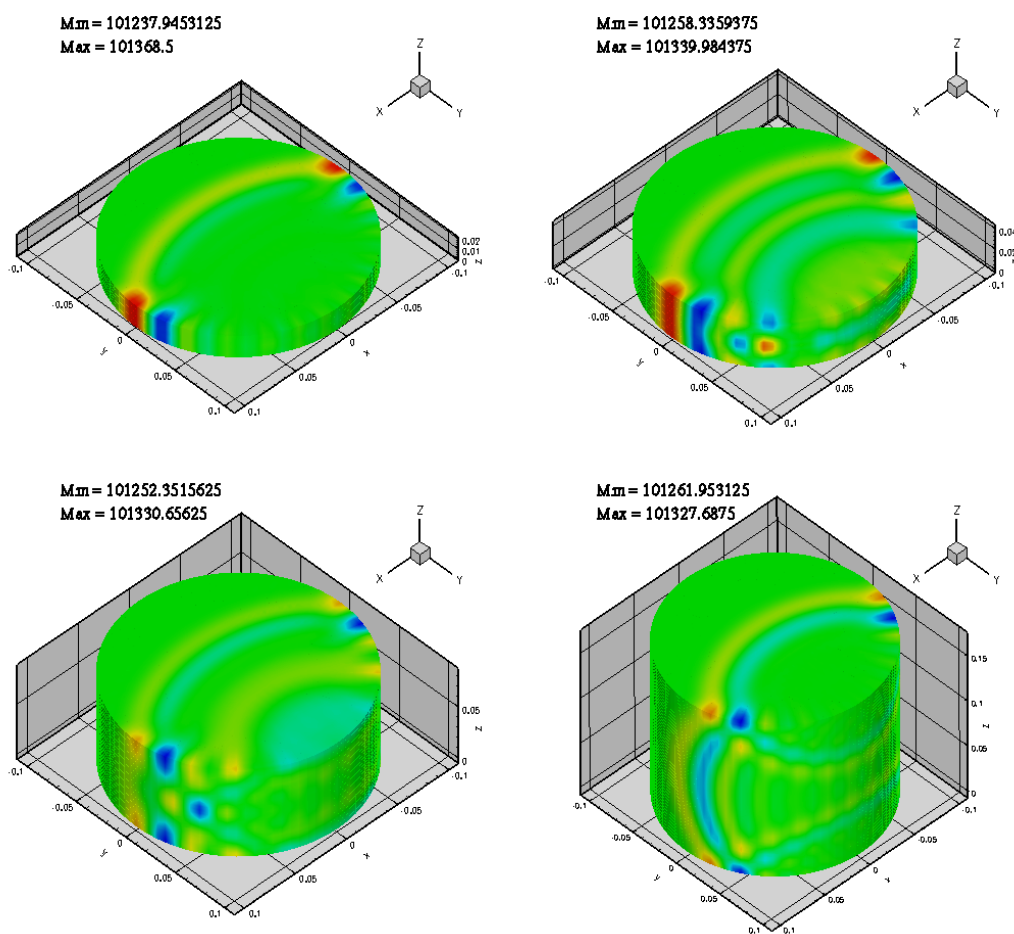 Min = 101237.9453125
Max = 101368.5
Z
X
Y
0.02
0.01
0
Z
-0.1
-0.1
-0.05
-0.05
0
0
y
x
0.05
0.05
0.1
0.1
Min = 101258.3359375
Max = 101339.984375
Z
X
Y
0
-0.1
-0.1
-0.05
-0.05
0
0
y
x
0.05
0.05
0.1
0.1
Min = 101252.3515625
Max = 101330.65625
Z
X
Y
0.05
Z
0
-0.1
-0.1
-0.05
-0.05
0
0
y
x
0.05
0.05
0.1
0.1
Min = 101261.953125
Max = 101327.6875
Z
X
Y
0.15
0.1
Z
0.05
0
-0.1
-0.1
-0.05
-0.05
0
0
y
x
0.05
0.05
0.1
0.1